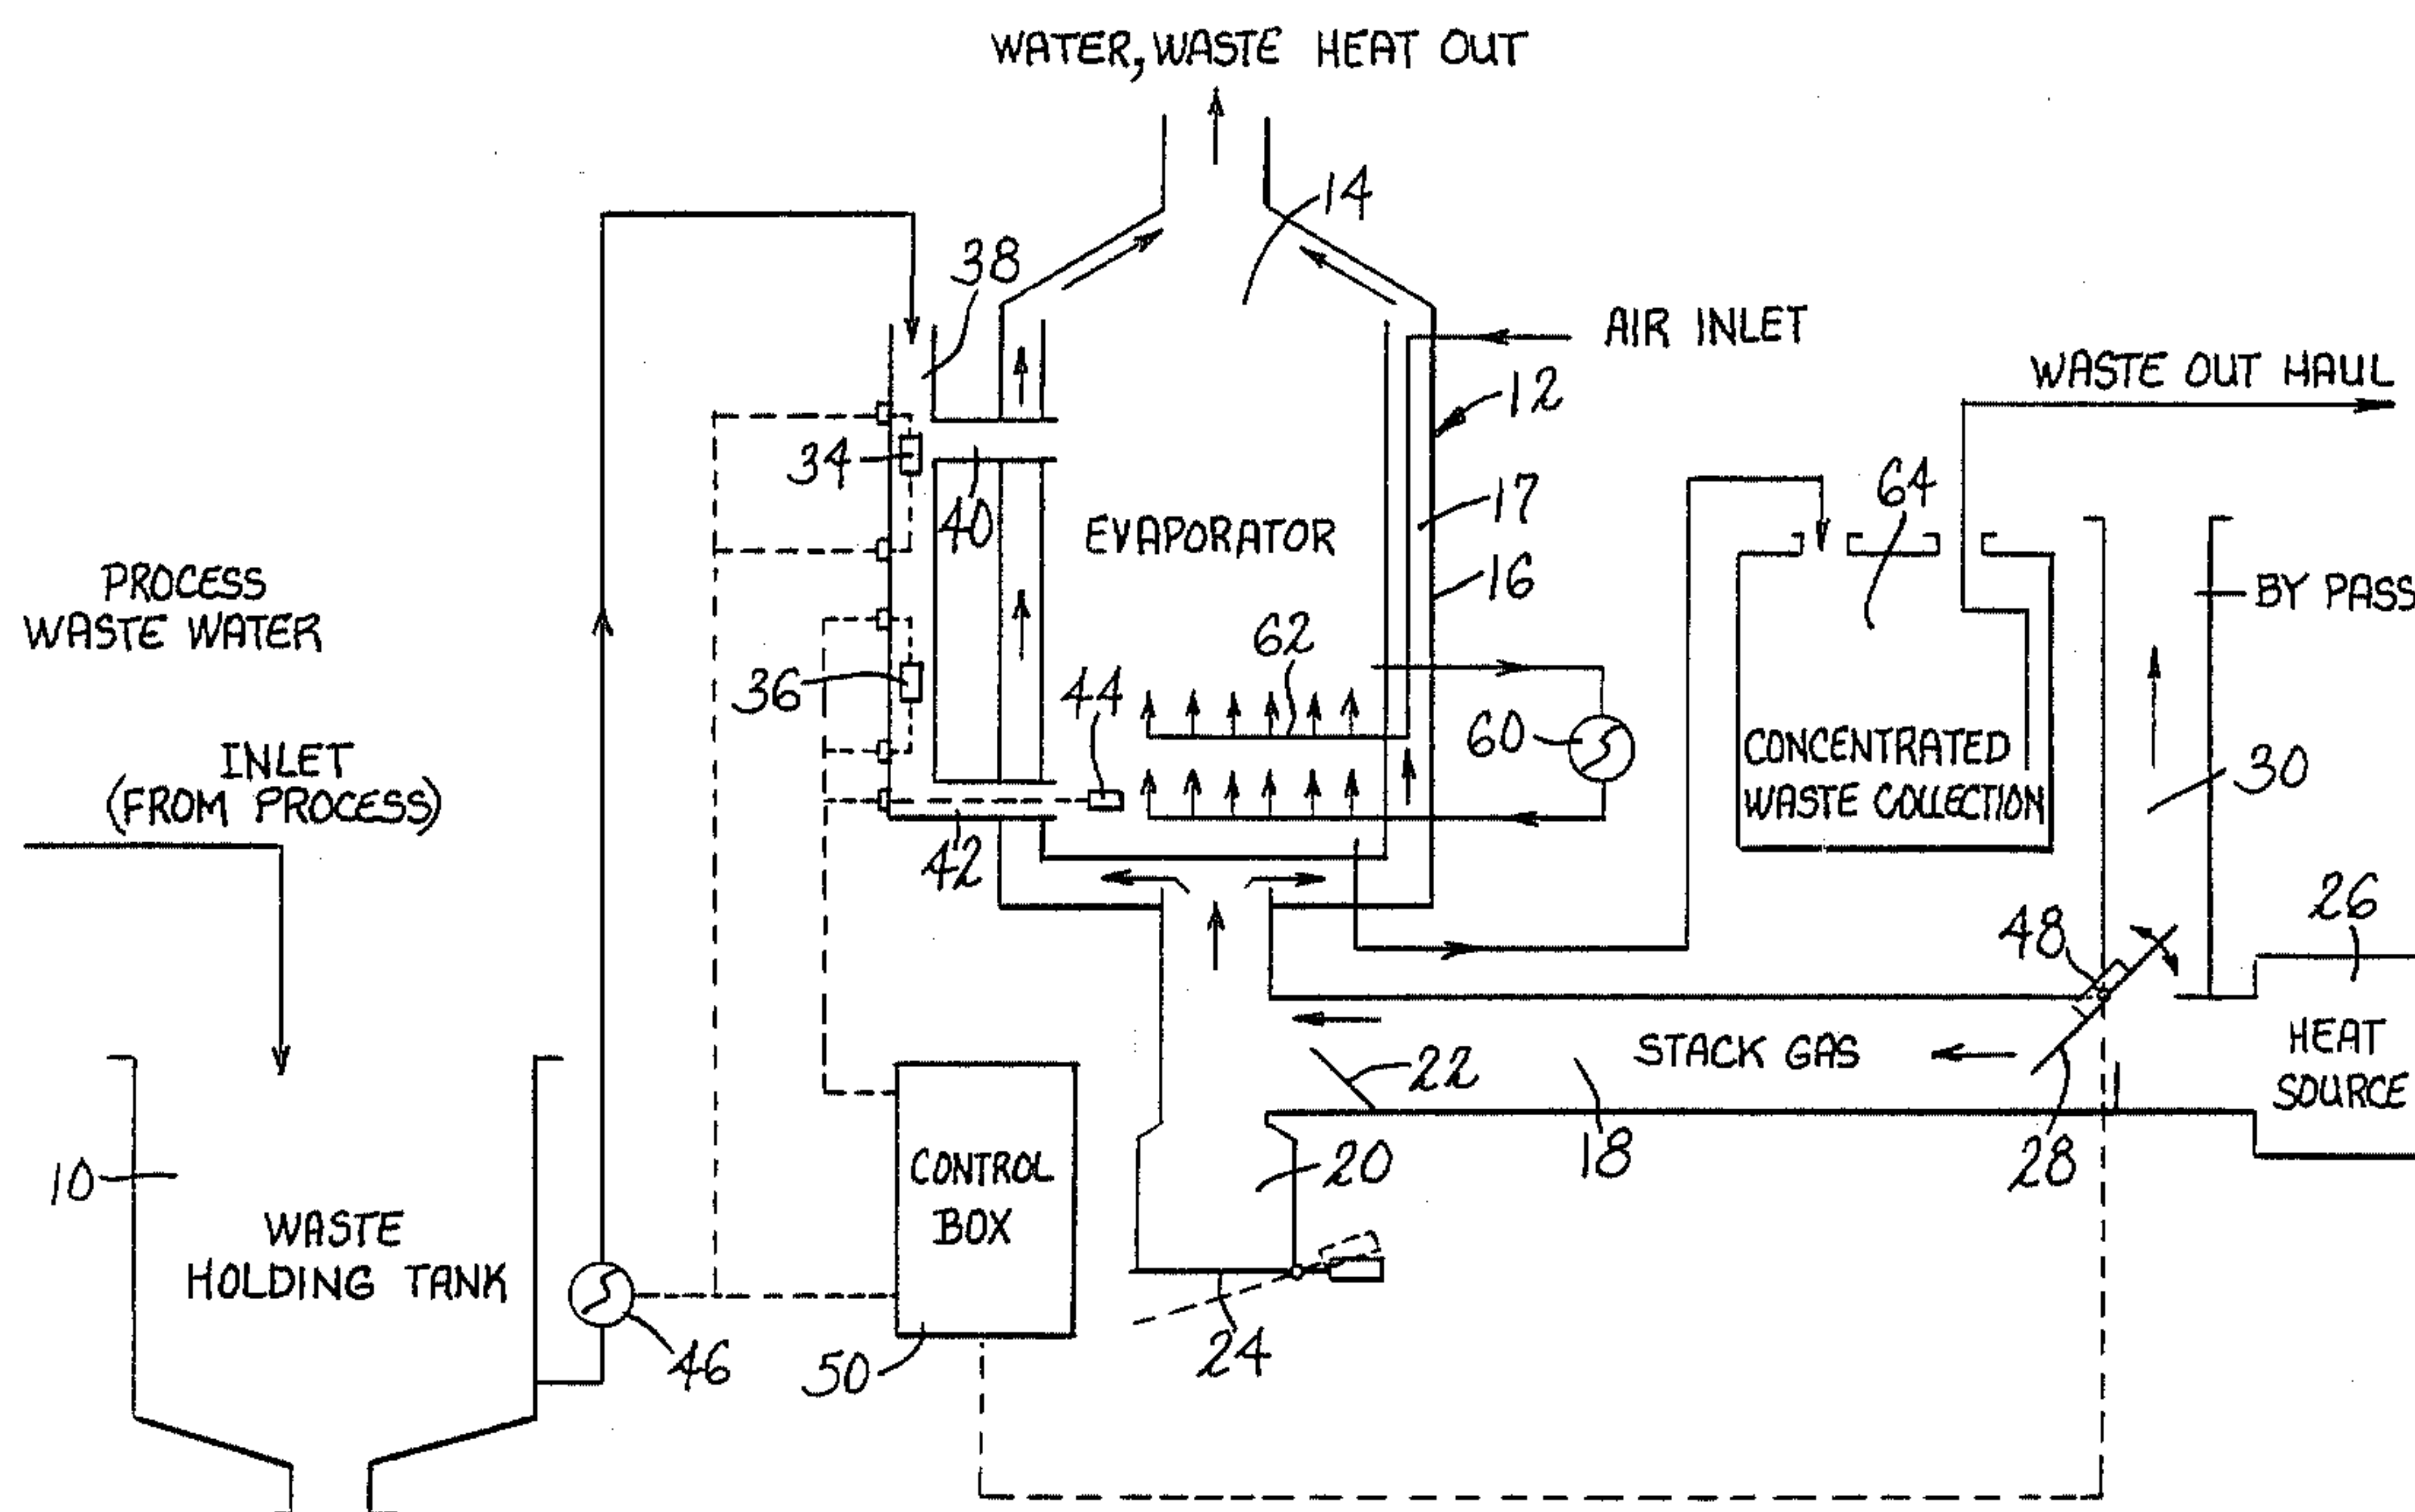 WATER, WASTE HEAT OUT
14
38
AIR INLET
12
WASTE OUT HAUL
34
40
EVAPORATOR
17
64
16
BY PASS
PROCESS
WASTE WATER
62
36
44
60
CONCENTRATED
WASTE COLLECTION
30
INLET
(FROM PROCESS)
42
26
48
HEAT
SOURCE
STACK GAS
22
18
28
10
CONTROL
BOX
20
WASTE
HOLDING TANK
46
50
24